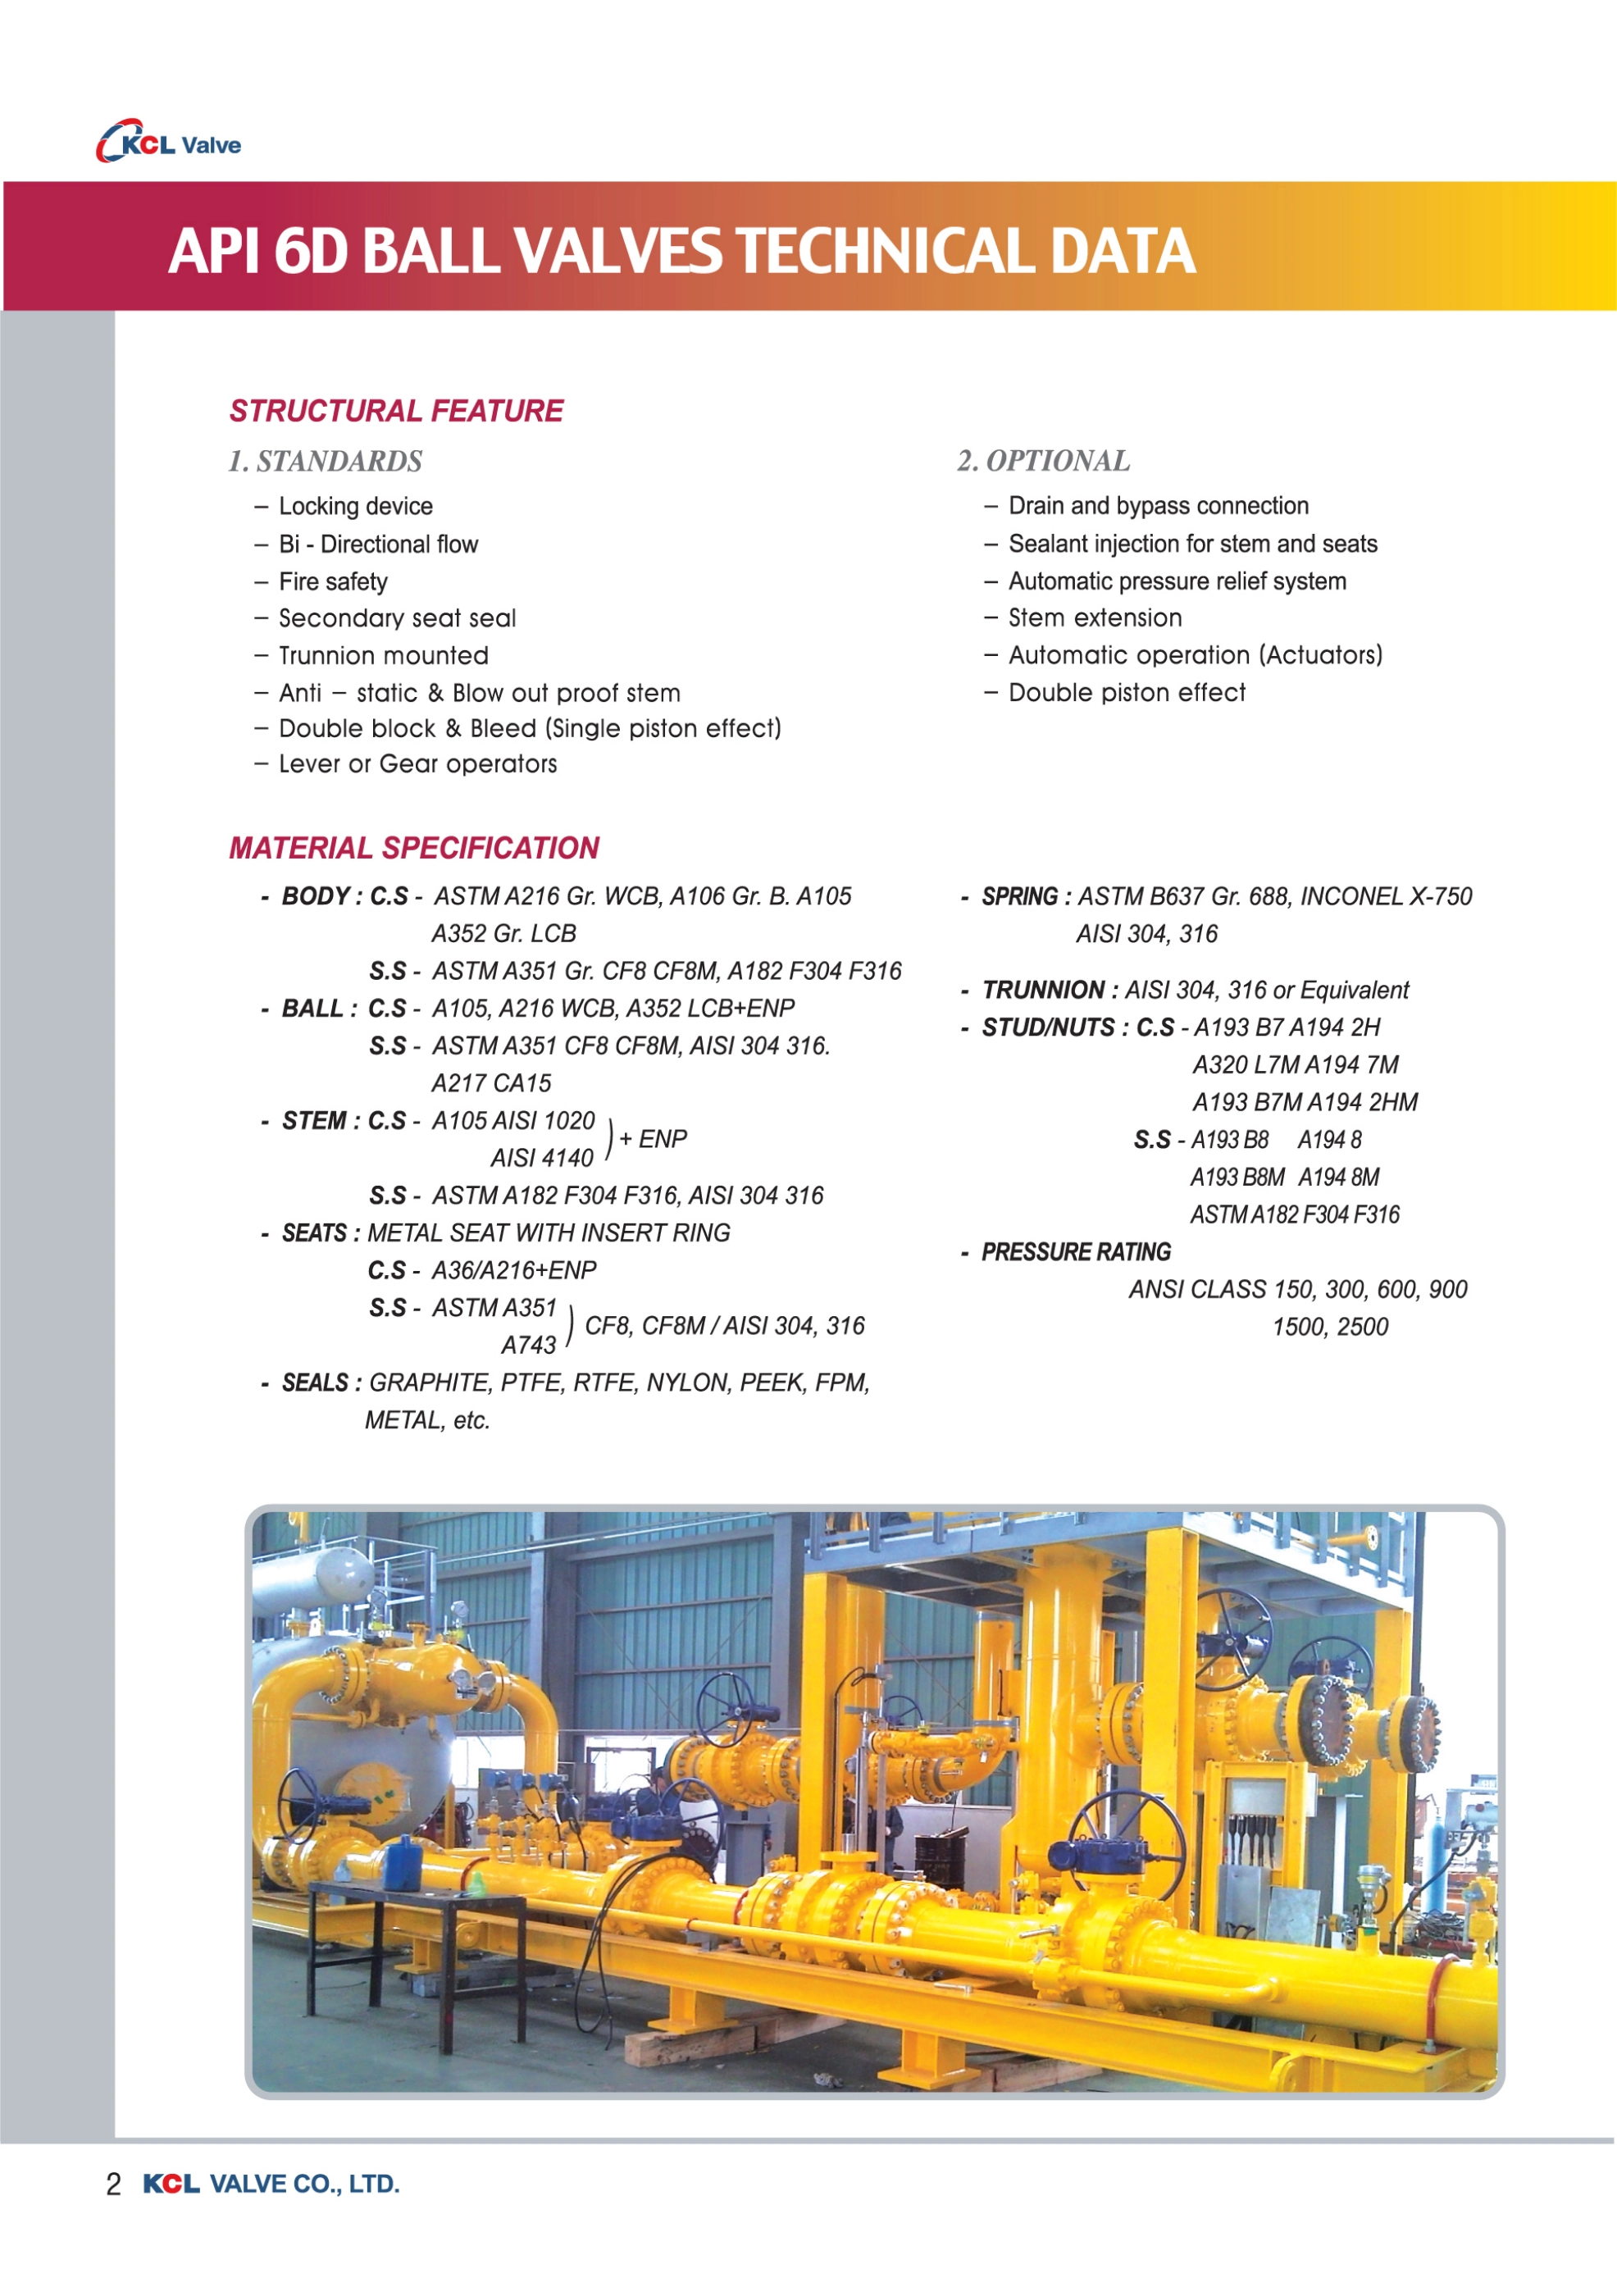 KCL Valve
API 6D BALL VALVES TECHNICAL DATA
STRUCTURAL FEATURE
1. STANDARDS
– Locking device
– Bi - Directional flow
– Fire safety
– Secondary seat seal
– Trunnion mounted
– Anti – static & Blow out proof stem
– Double block & Bleed (Single piston effect)
– Lever or Gear operators
2. OPTIONAL
– Drain and bypass connection
– Sealant injection for stem and seats
– Automatic pressure relief system
– Stem extension
– Automatic operation (Actuators)
– Double piston effect
MATERIAL SPECIFICATION
- BODY : C.S - ASTM A216 Gr. WCB, A106 Gr. B. A105
A352 Gr. LCB
S.S - ASTM A351 Gr. CF8 CF8M, A182 F304 F316
- BALL : C.S - A105, A216 WCB, A352 LCB+ENP
S.S - ASTM A351 CF8 CF8M, AISI 304 316.
A217 CA15
- STEM : C.S - A105 AISI 1020
AISI 4140 ) + ENP
S.S - ASTM A182 F304 F316, AISI 304 316
- SEATS : METAL SEAT WITH INSERT RING
C.S - A36/A216+ENP
S.S - ASTM A351
A743 ) CF8, CF8M / AISI 304, 316
- SEALS : GRAPHITE, PTFE, RTFE, NYLON, PEEK, FPM,
METAL, etc.
- SPRING : ASTM B637 Gr. 688, INCONEL X-750
AISI 304, 316
- TRUNNION : AISI 304, 316 or Equivalent
- STUD/NUTS : C.S - A193 B7 A194 2H
A320 L7M A194 7M
A193 B7M A194 2HM
S.S - A193 B8 A194 8
A193 B8M A194 8M
ASTM A182 F304 F316
- PRESSURE RATING
ANSI CLASS 150, 300, 600, 900
1500, 2500
2 KCL VALVE CO., LTD.